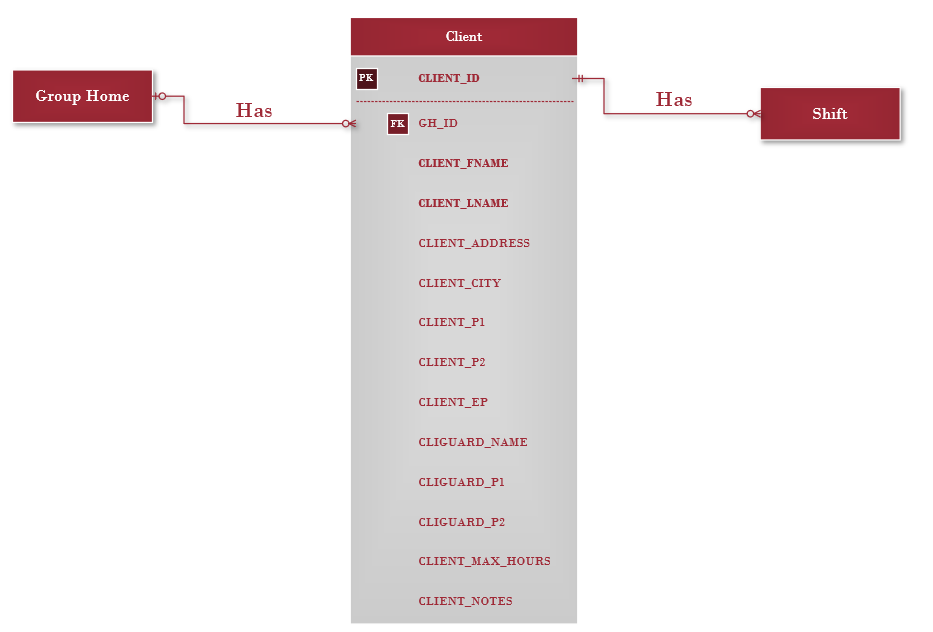 Client
Group Home
Has
PK CLIENT_ID
FK GH_ID
CLIENT_FNAME
CLIENT_LNAME
CLIENT_ADDRESS
CLIENT_CITY
CLIENT_P1
CLIENT_P2
CLIENT_EP
CLIGUARD_NAME
CLIGUARD_P1
CLIGUARD_P2
CLIENT_MAX_HOURS
CLIENT_NOTES
Has
Shift